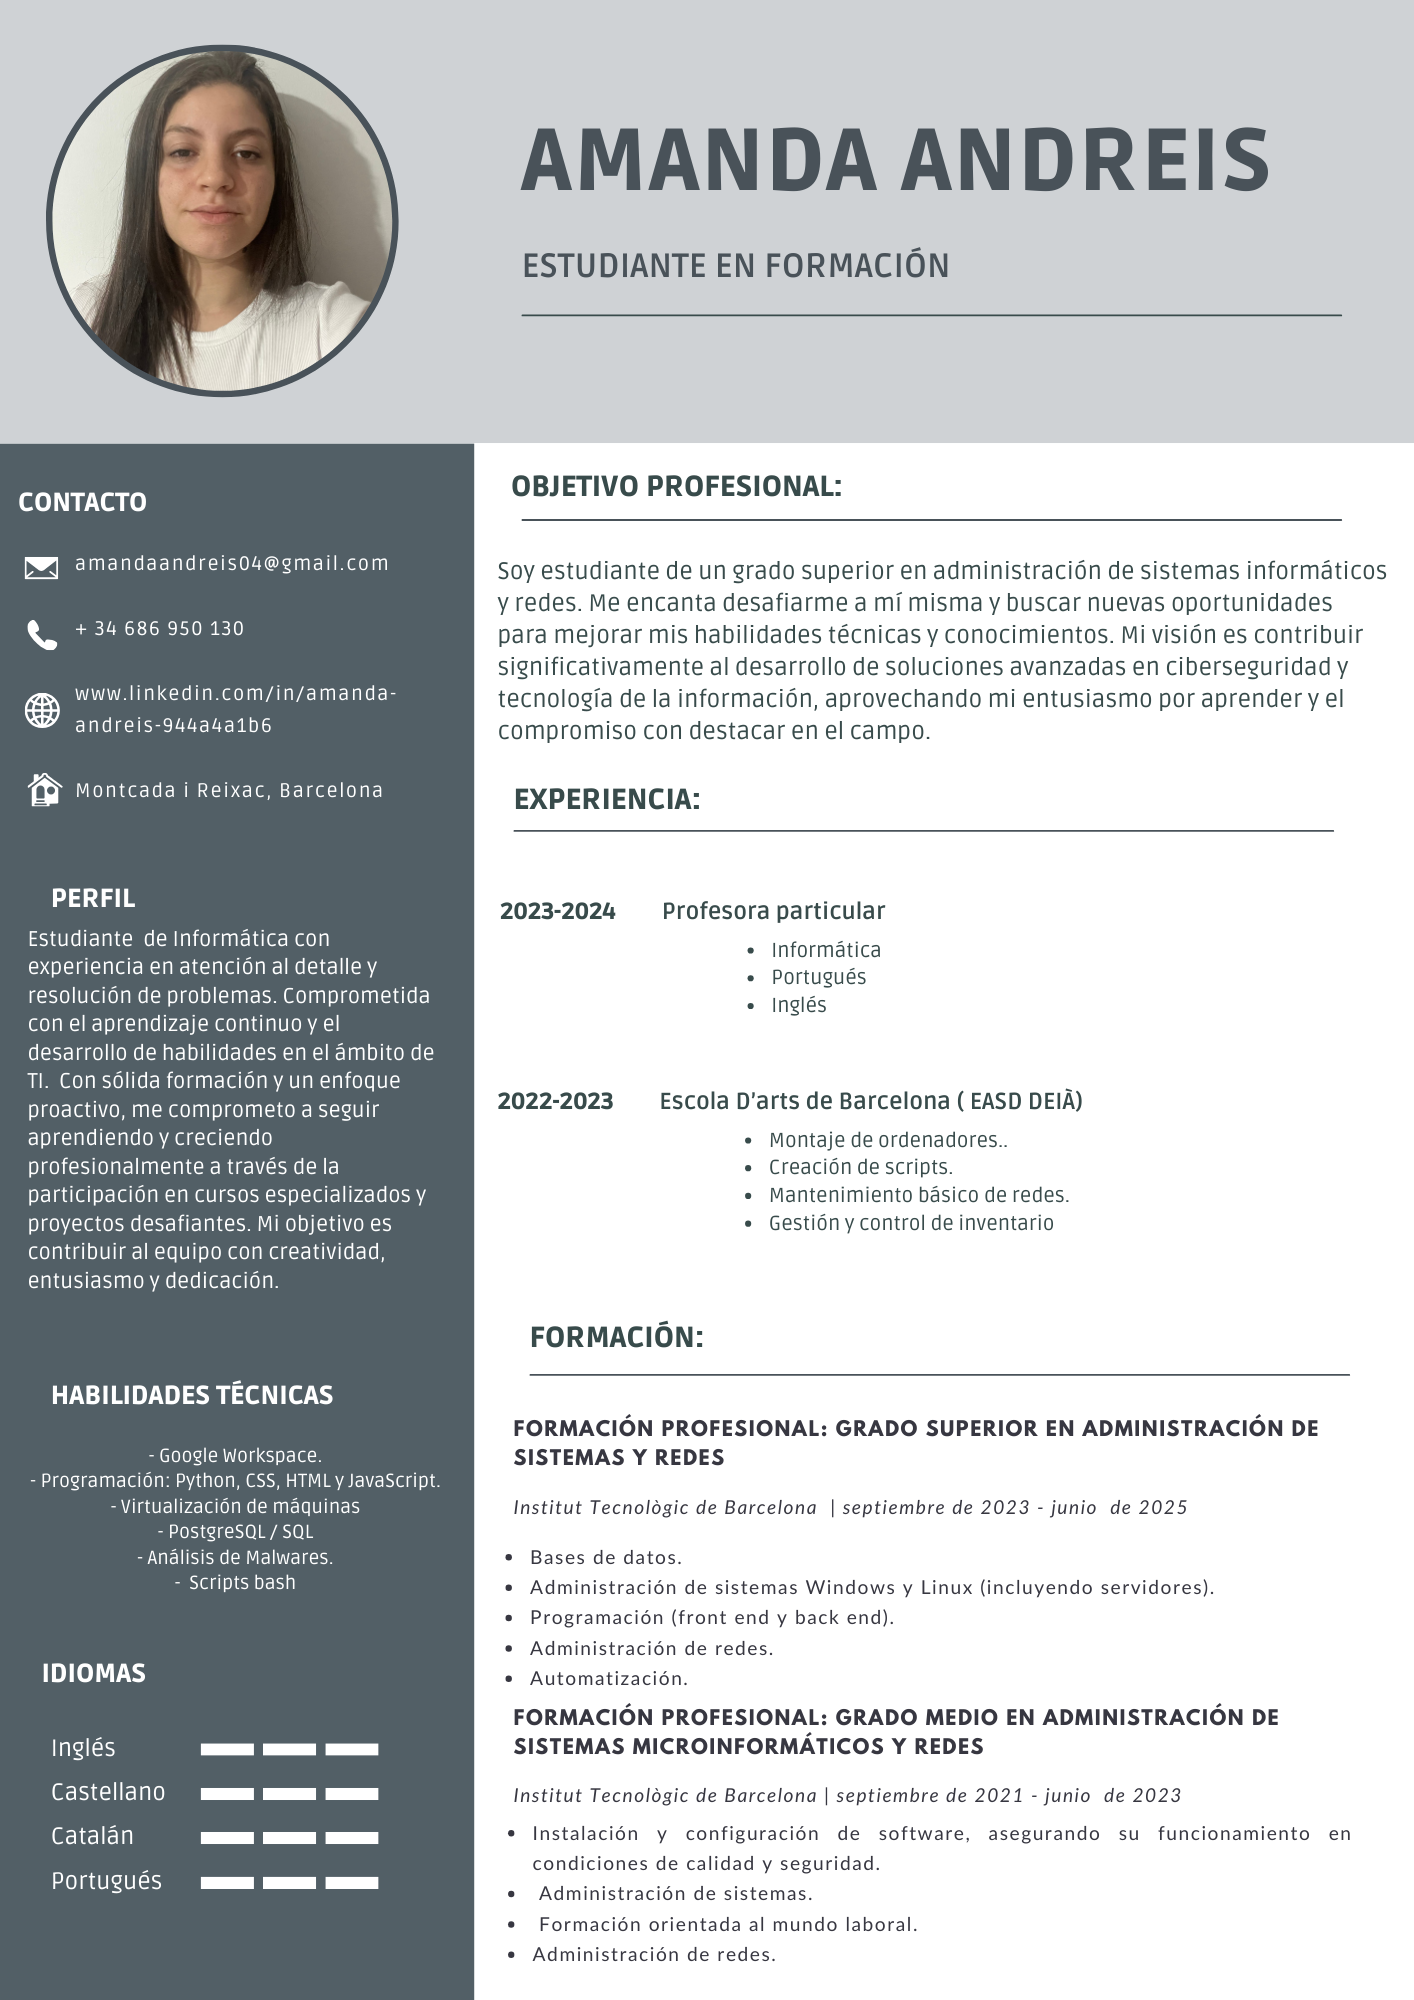 AMANDA ANDREIS
ESTUDIANTE EN FORMACIÓN
CONTACTO
amandaandreis04@gmail.com
+ 34 686 950 130
www.linkedin.com/in/amanda-
andreis-944a4a1b6
Montcada i Reixac, Barcelona
PERFIL
Estudiante  de Informática con
experiencia en atención al detalle y
resolución de problemas. Comprometida
con el aprendizaje continuo y el
desarrollo de habilidades en el ámbito de
TI.  Con sólida formación y un enfoque
proactivo, me comprometo a seguir
aprendiendo y creciendo
profesionalmente a través de la
participación en cursos especializados y
proyectos desafiantes. Mi objetivo es
contribuir al equipo con creatividad,
entusiasmo y dedicación.
HABILIDADES TÉCNICAS
- Google Workspace.
- Programación: Python, CSS, HTML y JavaScript.
- Virtualización de máquinas
- PostgreSQL / SQL
- Análisis de Malwares.
-  Scripts bash
IDIOMAS
Inglés
Castellano
Catalán
Portugués
OBJETIVO PROFESIONAL:
Soy estudiante de un grado superior en administración de sistemas informáticos
y redes. Me encanta desafiarme a mí misma y buscar nuevas oportunidades
para mejorar mis habilidades técnicas y conocimientos. Mi visión es contribuir
significativamente al desarrollo de soluciones avanzadas en ciberseguridad y
tecnología de la información, aprovechando mi entusiasmo por aprender y el
compromiso con destacar en el campo.
EXPERIENCIA:
2023-2024 Profesora particular
• Informática
• Portugués
• Inglés
2022-2023 Escola D'arts de Barcelona ( EASD DEIÀ)
• Montaje de ordenadores..
• Creación de scripts.
• Mantenimiento básico de redes.
• Gestión y control de inventario
FORMACIÓN:
FORMACIÓN PROFESIONAL: GRADO SUPERIOR EN ADMINISTRACIÓN DE
SISTEMAS Y REDES
Institut Tecnològic de Barcelona  | septiembre de 2023 - junio  de 2025
• Bases de datos.
• Administración de sistemas Windows y Linux (incluyendo servidores).
• Programación (front end y back end).
• Administración de redes.
• Automatización.
FORMACIÓN PROFESIONAL: GRADO MEDIO EN ADMINISTRACIÓN DE
SISTEMAS MICROINFORMÁTICOS Y REDES
Institut Tecnològic de Barcelona | septiembre de 2021 - junio  de 2023
• Instalación y configuración de software, asegurando su funcionamiento en
condiciones de calidad y seguridad.
• Administración de sistemas.
• Formación orientada al mundo laboral.
• Administración de redes.